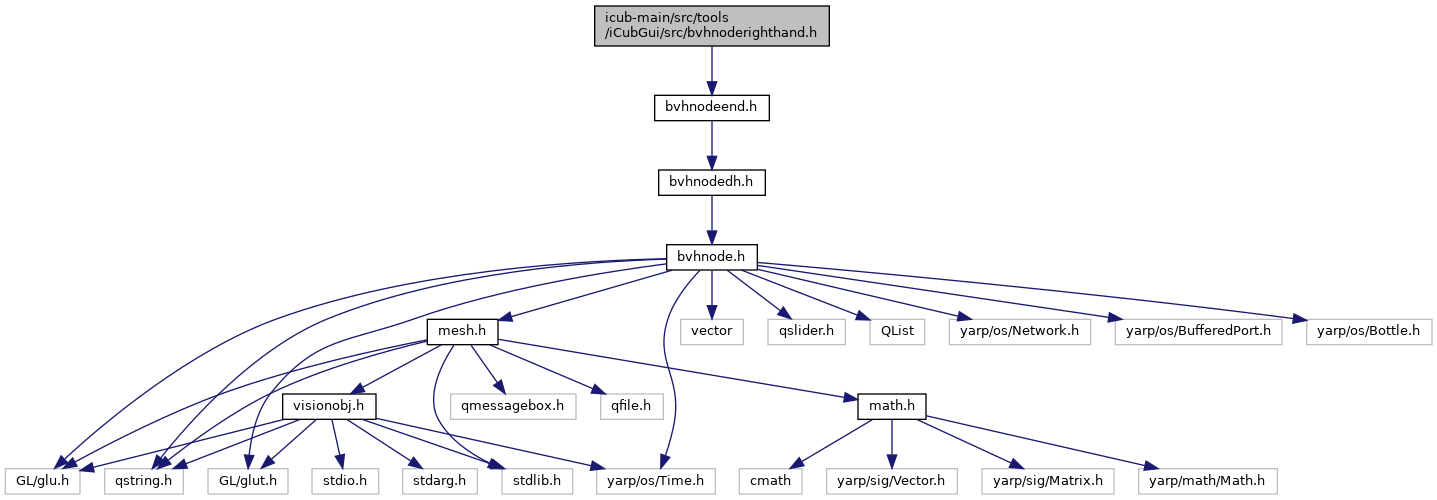 icub-main/src/tools
/iCubGui/src/bvhnoderighthand.h
bvhnodeend.h
bvhnodedh.h
bvhnode.h
mesh.h
vector
qslider.h
QList
yarp/os/Network.h
yarp/os/BufferedPort.h
yarp/os/Bottle.h
visionobj.h
qmessagebox.h
qfile.h
math.h
GL/glu.h
qstring.h
GL/glut.h
stdio.h
stdarg.h
stdlib.h
yarp/os/Time.h
cmath
yarp/sig/Vector.h
yarp/sig/Matrix.h
yarp/math/Math.h